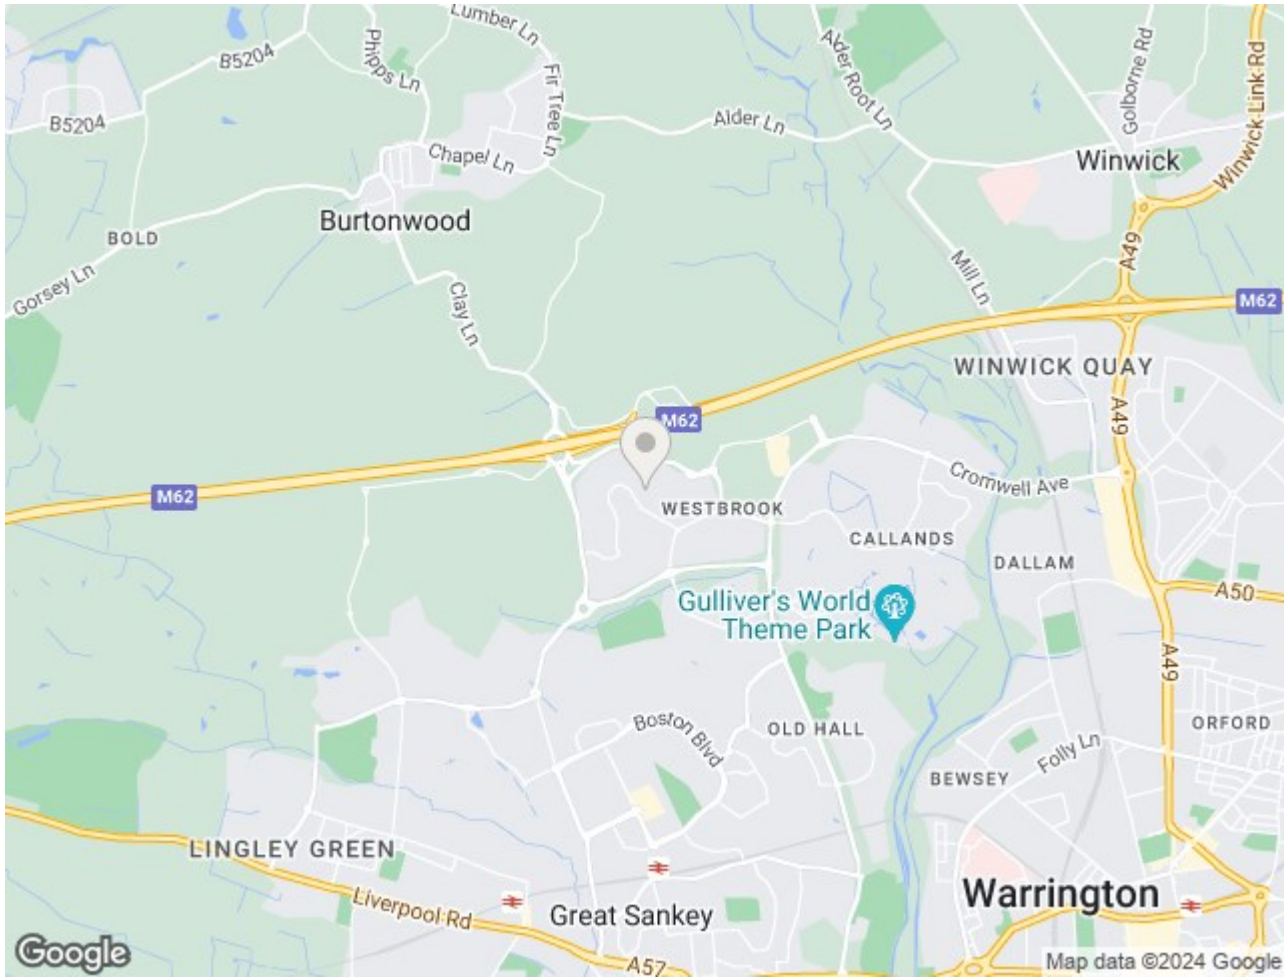 Lumber Ln
B5204
Phipps Ln
Fir Tree Ln
Alder Root Ln
Golborne Rd
Winwick Link Rd
B5204
Alder Ln
Chapel Ln
Winwick
Burtonwood
BOLD
A49
Gorsey Ln
Clay Ln
Mill Ln
M62
WINWICK QUAY
M62
A49
M62
Cromwell Ave
WESTBROOK
CALLANDS
DALLAM
A50
Gulliver's World
Theme Park
A49
Boston Blvd
OLD HALL
ORFORD
Folly Ln
BEWSEY
LINGLEY GREEN
Liverpool Rd
Warrington
Great Sankey
A57
Google
Map data ©2024 Google